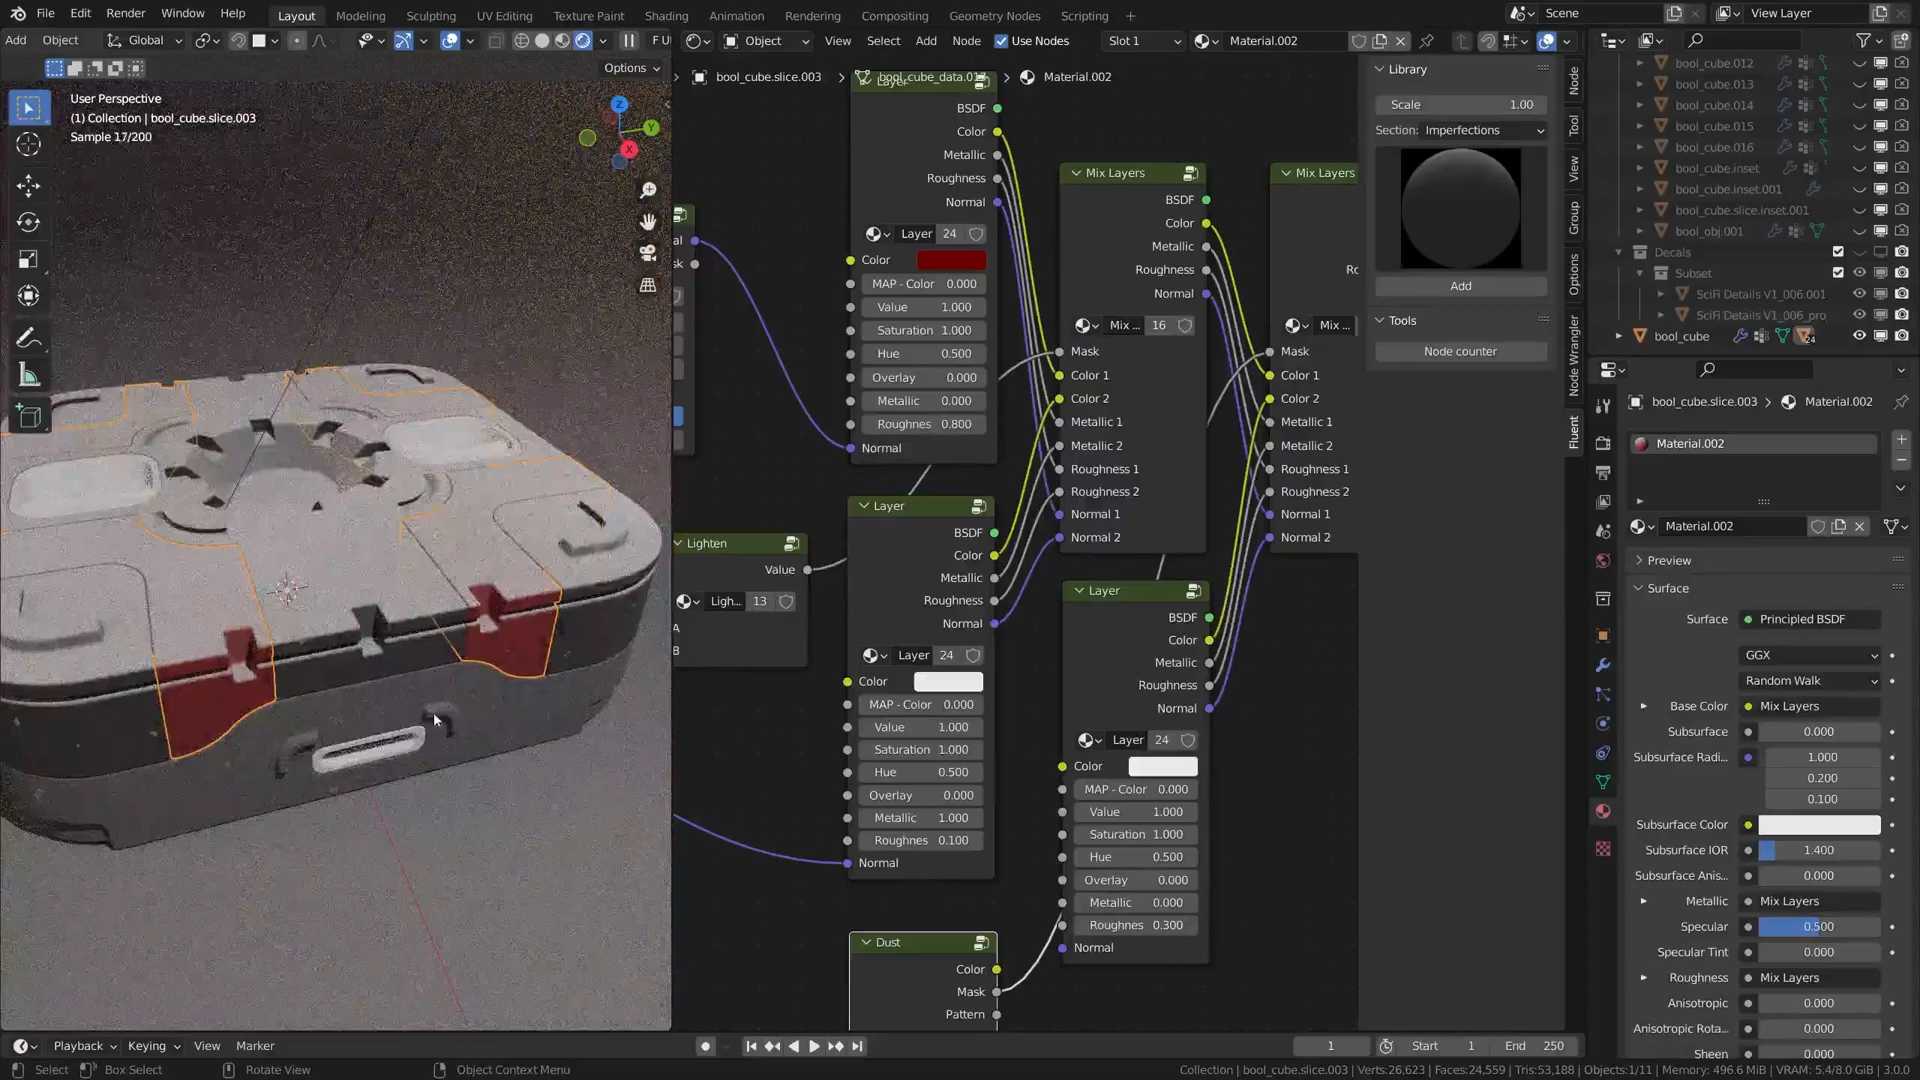 File Edit Render Window Help Layout Modeling Sculpting UV Editing Texture Paint Shading Animation Rendering Compositing Geometry Nodes Scripting + Scene View Layer
Add Object Global F U Object View Select Add Node Use Nodes Slot 1 Material.002
Options
User Perspective
(1) Collection | bool_cube.slice.003
Sample 17/200
Z
Y
X
bool_cube.slice.003 > > Material.002
Layer
BSDF
Color
Metallic
Roughness
Normal
Layer 24
Color
MAP - Color 0.000
Value 1.000
Saturation 1.000
Hue 0.500
Overlay 0.000
Metallic 0.000
Roughnes 0.800
Normal
Lighten
Value
Ligh... 13
A
B
Layer
BSDF
Color
Metallic
Roughness
Normal
Layer 24
Color
MAP - Color 0.000
Value 1.000
Saturation 1.000
Hue 0.500
Overlay 0.000
Metallic 1.000
Roughnes 0.100
Normal
Dust
Color
Mask
Pattern
Mix Layers
BSDF
Color
Metallic
Roughness
Normal
Mix ... 16
Mask
Color 1
Color 2
Metallic 1
Metallic 2
Roughness 1
Roughness 2
Normal 1
Normal 2
Layer
BSDF
Color
Metallic
Roughness
Normal
Layer 24
Color
MAP - Color 0.000
Value 1.000
Saturation 1.000
Hue 0.500
Overlay 0.000
Metallic 0.000
Roughnes 0.300
Normal
Mix Layers
Mix ...
Mask
Color 1
Color 2
Metallic 1
Metallic 2
Roughness 1
Roughness 2
Normal 1
Normal 2
Library
Scale 1.00
Section: Imperfections
Add
Tools
Node counter
Node
Tool
View
Group
Options
Node Wrangler
Fluent
bool_cube.012
bool_cube.013
bool_cube.014
bool_cube.015
bool_cube.016
bool_cube.inset
bool_cube.inset.001
bool_cube.slice.inset.001
bool_obj.001
Decals
Subset
SciFi Details V1_006.001
SciFi Details V1_006_pro
bool_cube 24
bool_cube.slice.003 > Material.002
Material.002
Material.002
Preview
Surface
Surface Principled BSDF
GGX
Random Walk
Base Color Mix Layers
Subsurface 0.000
Subsurface Radi... 1.000
0.200
0.100
Subsurface Color
Subsurface IOR 1.400
Subsurface Anis... 0.000
Metallic Mix Layers
Specular 0.500
Specular Tint 0.000
Roughness Mix Layers
Anisotropic 0.000
Anisotropic Rota... 0.000
Sheen 0.000
Playback Keying View Marker 1 Start 1 End 250
Select Box Select Rotate View Object Context Menu Collection | bool_cube.slice.003 | Verts:26,623 | Faces:24,559 | Tris:53,188 | Objects:1/11 | Memory: 496.6 MiB | VRAM: 5.4/8.0 GiB | 3.0.0